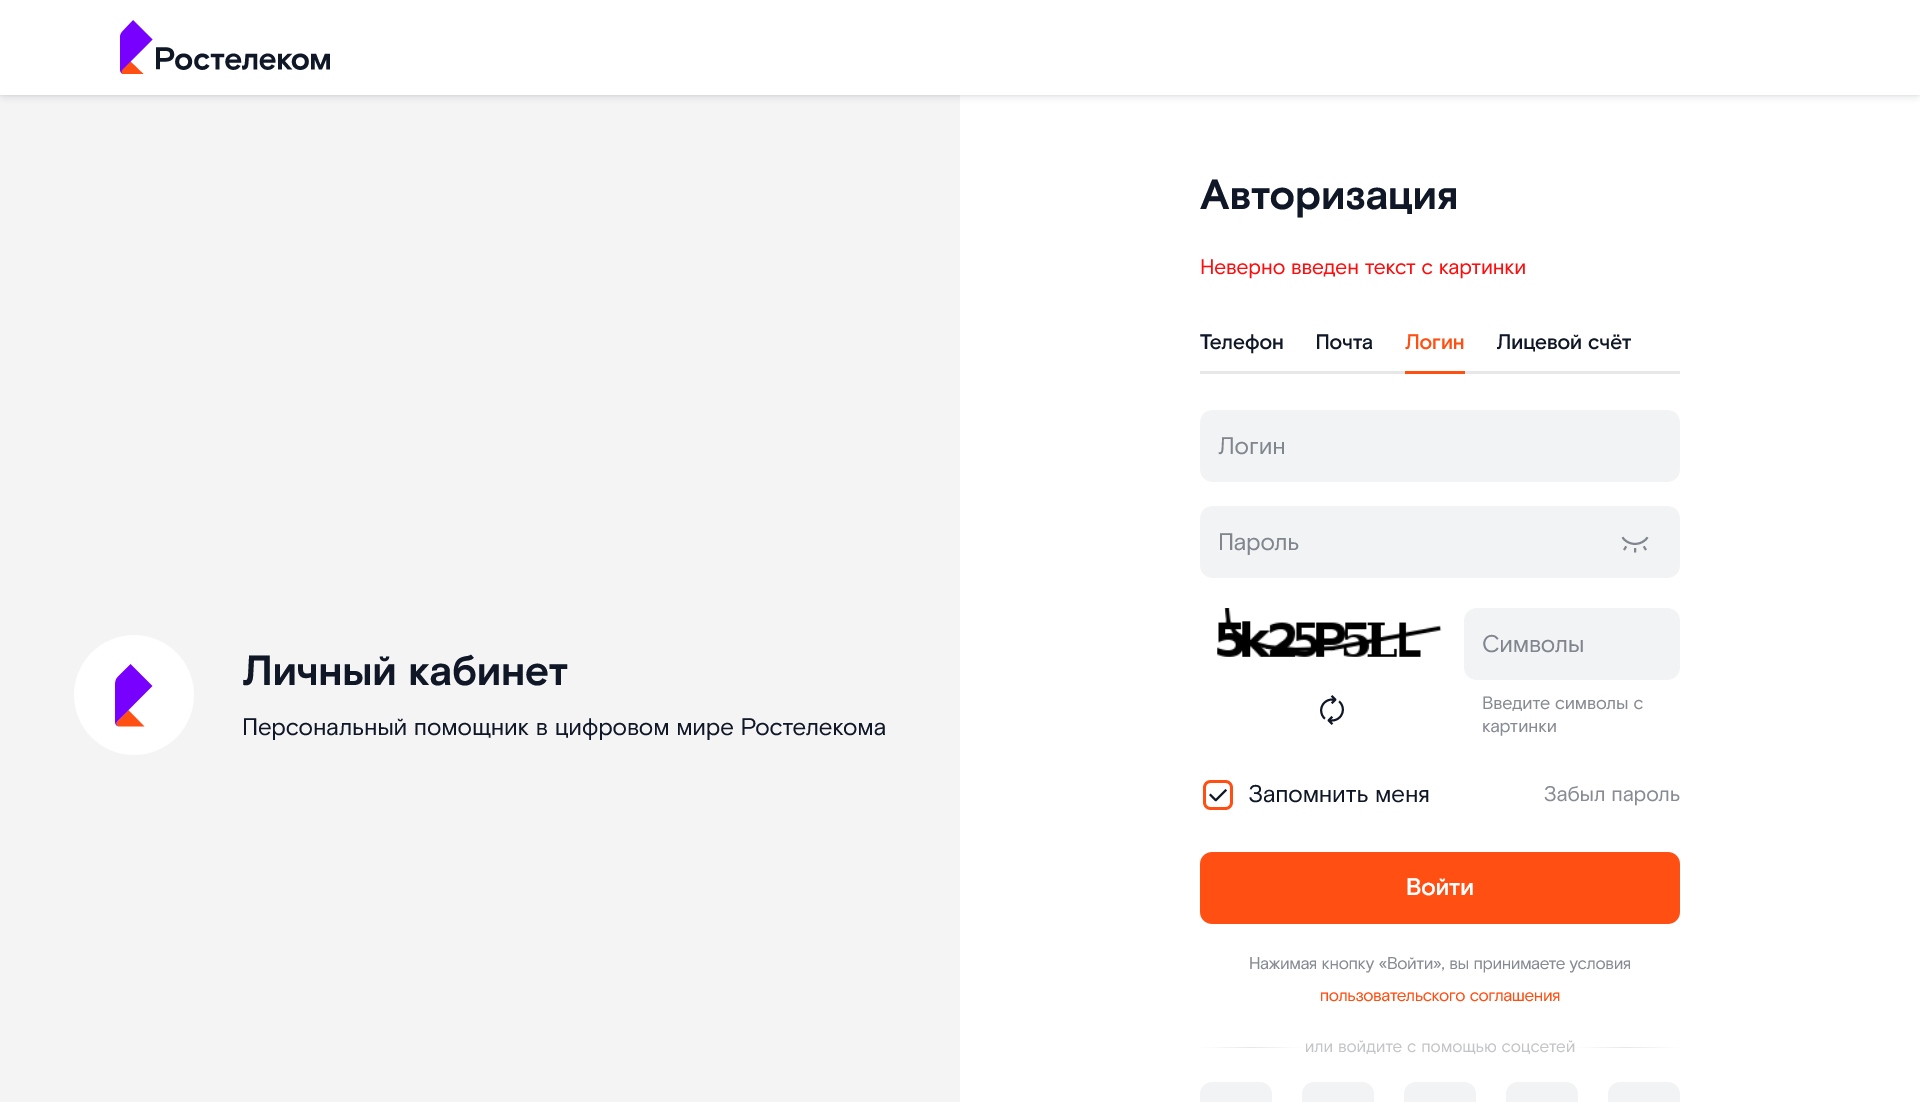 Ростелеком
Личный кабинет
Персональный помощник в цифровом мире Ростелекома
Авторизация
Неверно введен текст с картинки
Телефон
Почта
Логин
Лицевой счёт
Логин
Пароль
Символы
Введите символы с
картинки
Запомнить меня
Забыл пароль
Войти
Нажимая кнопку «Войти», вы принимаете условия
пользовательского соглашения
или войдите с помощью соцсетей